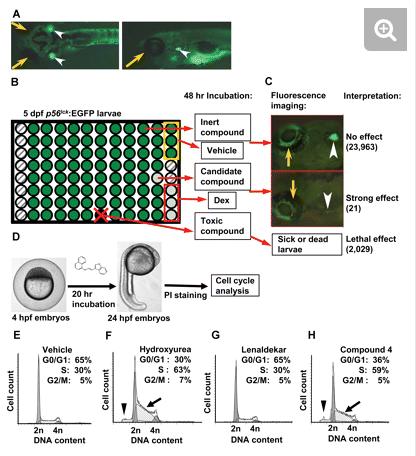 A
B
48 hr Incubation:
C
Fluorescence
imaging:
Interpretation:
5 dpf p56lck:EGFP larvae
Inert
compound
Vehicle
Candidate
compound
Dex
Toxic
compound
No effect
(23,963)
Strong effect
(21)
Sick or dead
larvae
Lethal effect
(2,029)
D
20 hr
incubation
PI staining
Cell cycle
analysis
4 hpf embryos
24 hpf embryos
E
Vehicle
G0/G1: 65%
S: 30%
G2/M: 5%
Cell count
2n 4n
DNA content
F
Hydroxyurea
G0/G1: 30%
S: 63%
G2/M: 7%
Cell count
2n 4n
DNA content
G
Lenaldekar
G0/G1: 65%
S: 30%
G2/M: 5%
Cell count
2n 4n
DNA content
H
Compound 4
G0/G1: 36%
S: 59%
G2/M: 5%
Cell count
2n 4n
DNA content